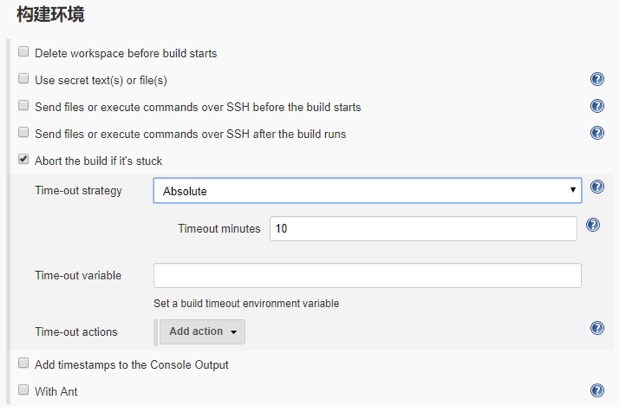 构建环境
Delete workspace before build starts
Use secret text(s) or file(s)
Send files or execute commands over SSH before the build starts
Send files or execute commands over SSH after the build runs
Abort the build if it's stuck
Time-out strategy Absolute
Timeout minutes 10
Time-out variable
Set a build timeout environment variable
Time-out actions Add action
Add timestamps to the Console Output
With Ant